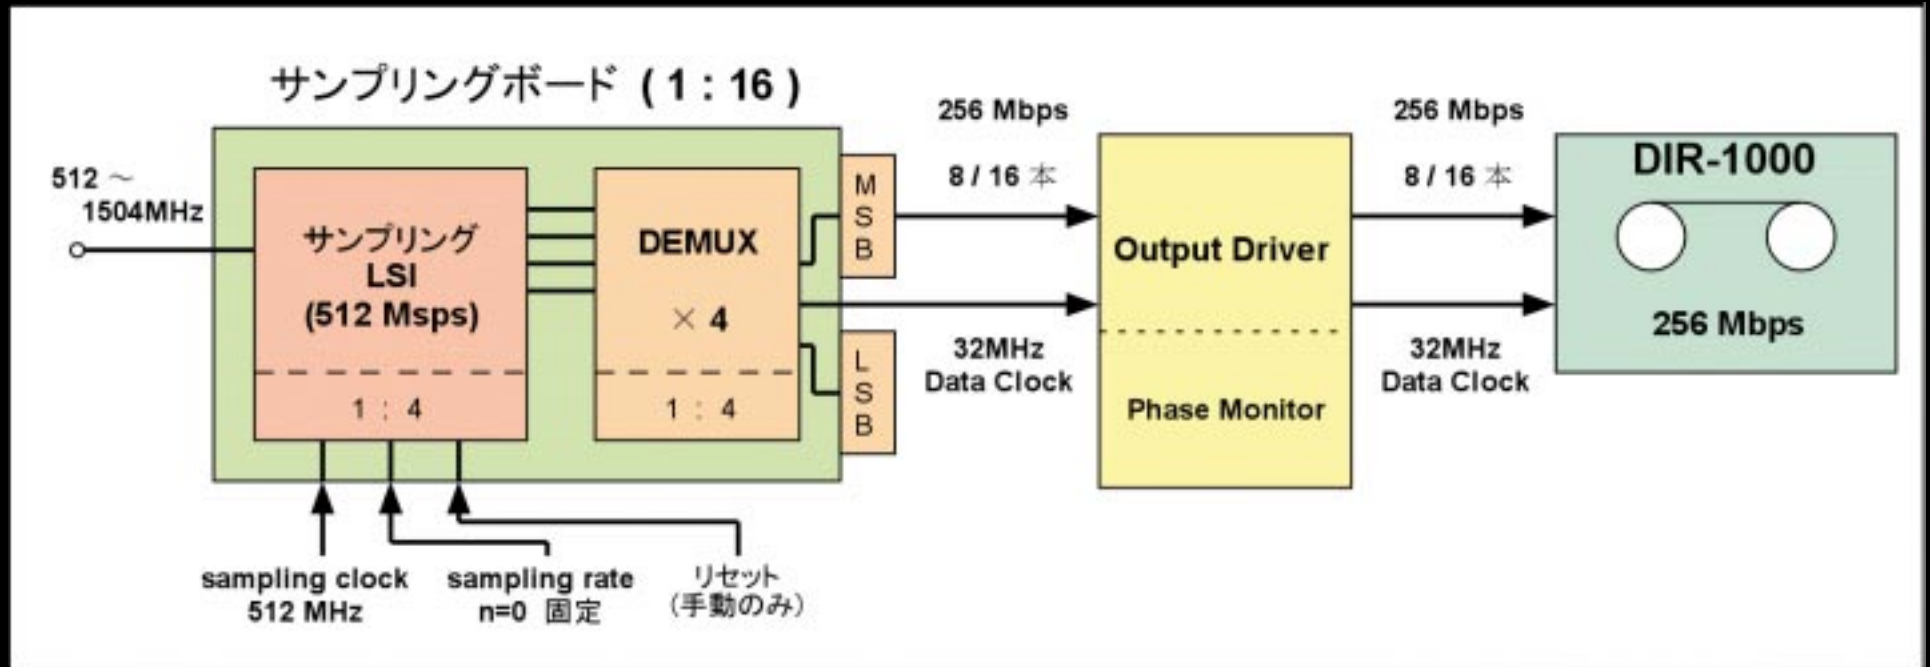 サンプリングボード ( 1 : 16 )
512 ～
1504MHz
サンプリング
LSI
(512 Msps)
1 : 4
DEMUX
× 4
1 : 4
M
S
B
L
S
B
256 Mbps
8 / 16 本
32MHz
Data Clock
Output Driver
Phase Monitor
256 Mbps
8 / 16 本
32MHz
Data Clock
DIR-1000
256 Mbps
sampling clock
512 MHz
sampling rate
n=0 固定
リセット
（手動のみ）